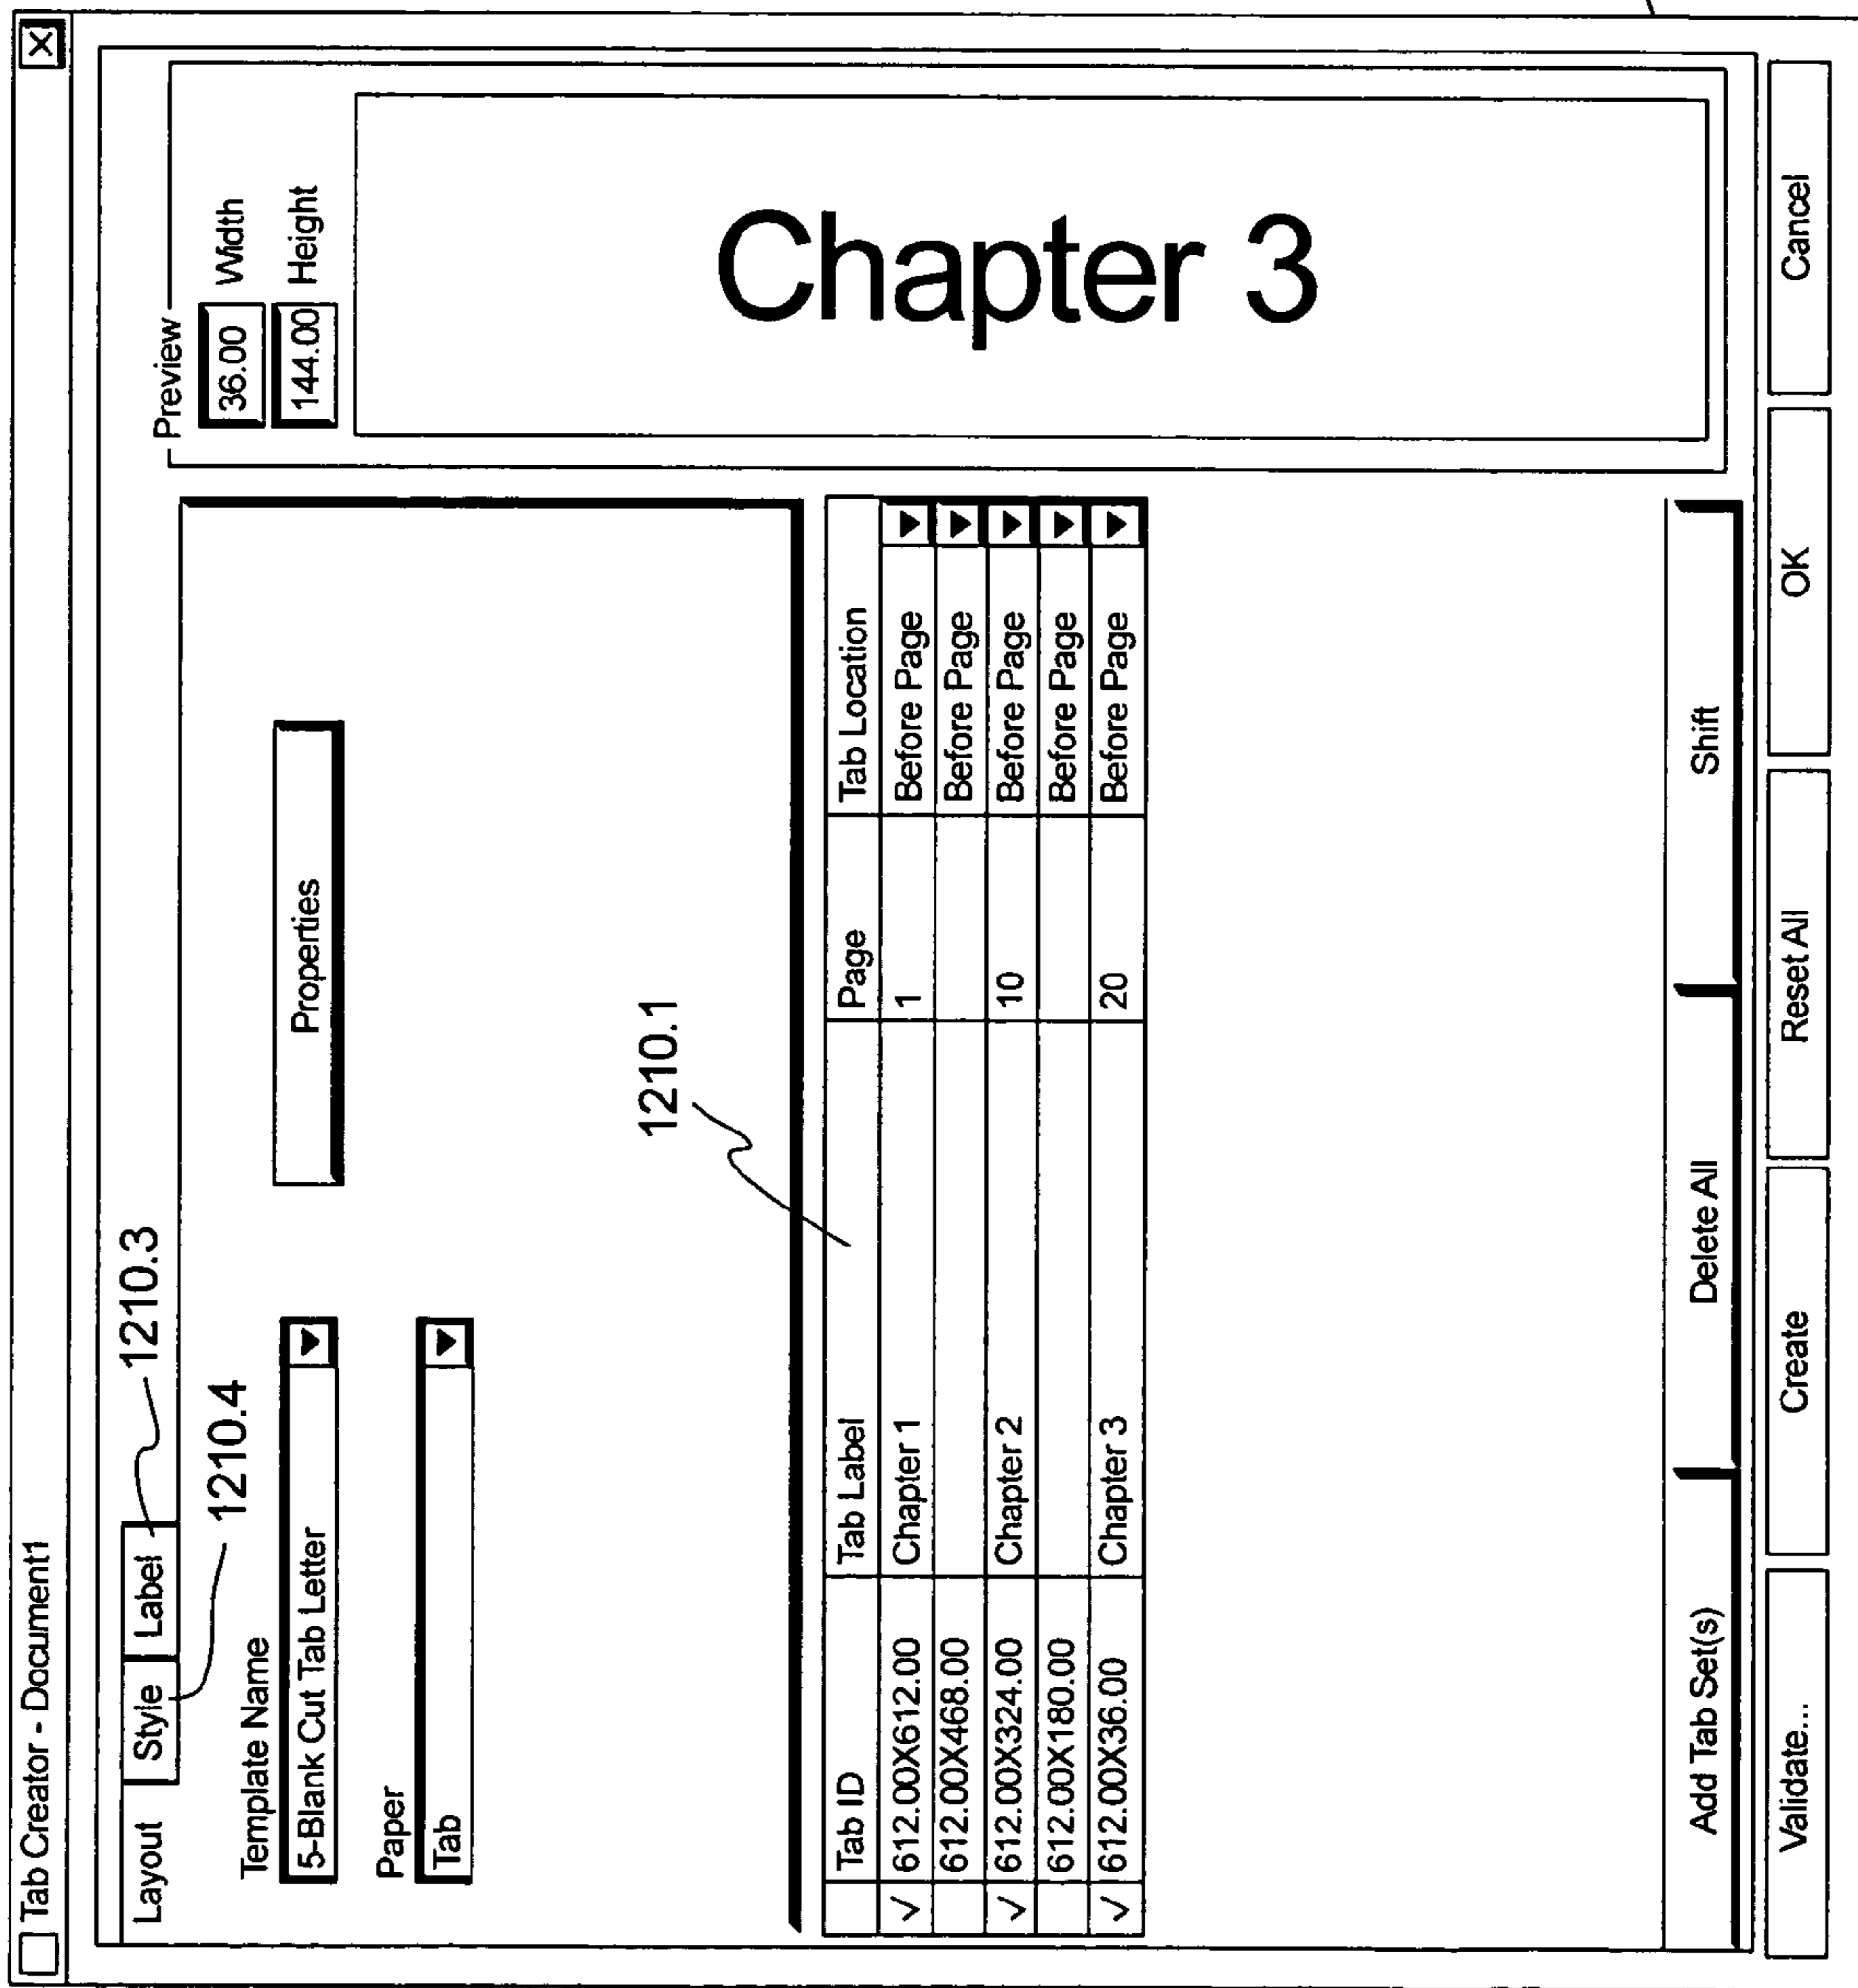 Tab Creator - Document1
Layout Style Label
1210.3
1210.4
Template Name
5-Blank Cut Tab Letter
Properties
Paper
Tab
1210.1
Tab ID Tab Label Page Tab Location
√ 612.00X612.00 Chapter 1 1 Before Page
612.00X468.00 Before Page
√ 612.00X324.00 Chapter 2 10 Before Page
612.00X180.00 Before Page
√ 612.00X36.00 Chapter 3 20 Before Page
Add Tab Set(s) Delete All Shift
Preview
36.00 Width
144.00 Height
Chapter 3
Validate... Create Reset All OK Cancel